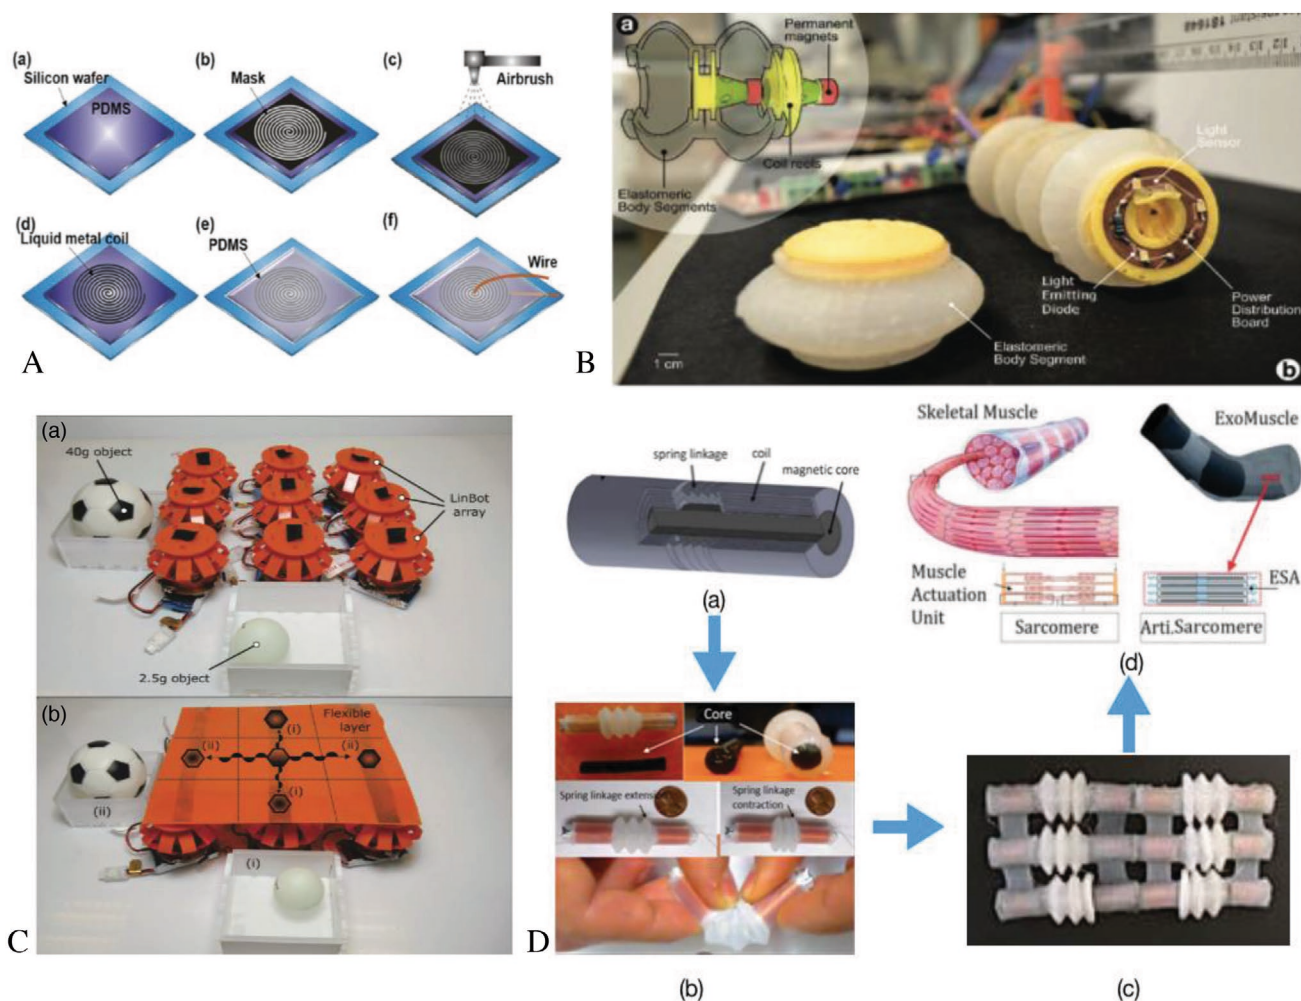 (a)
Silicon wafer
PDMS
(b)
Mask
(c)
Airbrush
(d)
Liquid metal coil
(e)
PDMS
(f)
Wire
A
a
Permanent
magnets
Coil reels
Elastomeric
Body Segments
Light
Sensor
Light
Emitting
Diode
Power
Distribution
Board
Elastomeric
Body Segment
1 cm
b
B
(a)
40g object
LinBot
array
2.5g object
(b)
Flexible
layer
(i)
(ii)
(ii)
(i)
(ii)
(i)
C
spring linkage
coil
magnetic core
(a)
Core
Spring linkage extension
Spring linkage
contraction
(b)
D
(c)
Skeletal Muscle
ExoMuscle
Muscle
Actuation
Unit
ESA
Sarcomere
Arti.Sarcomere
(d)